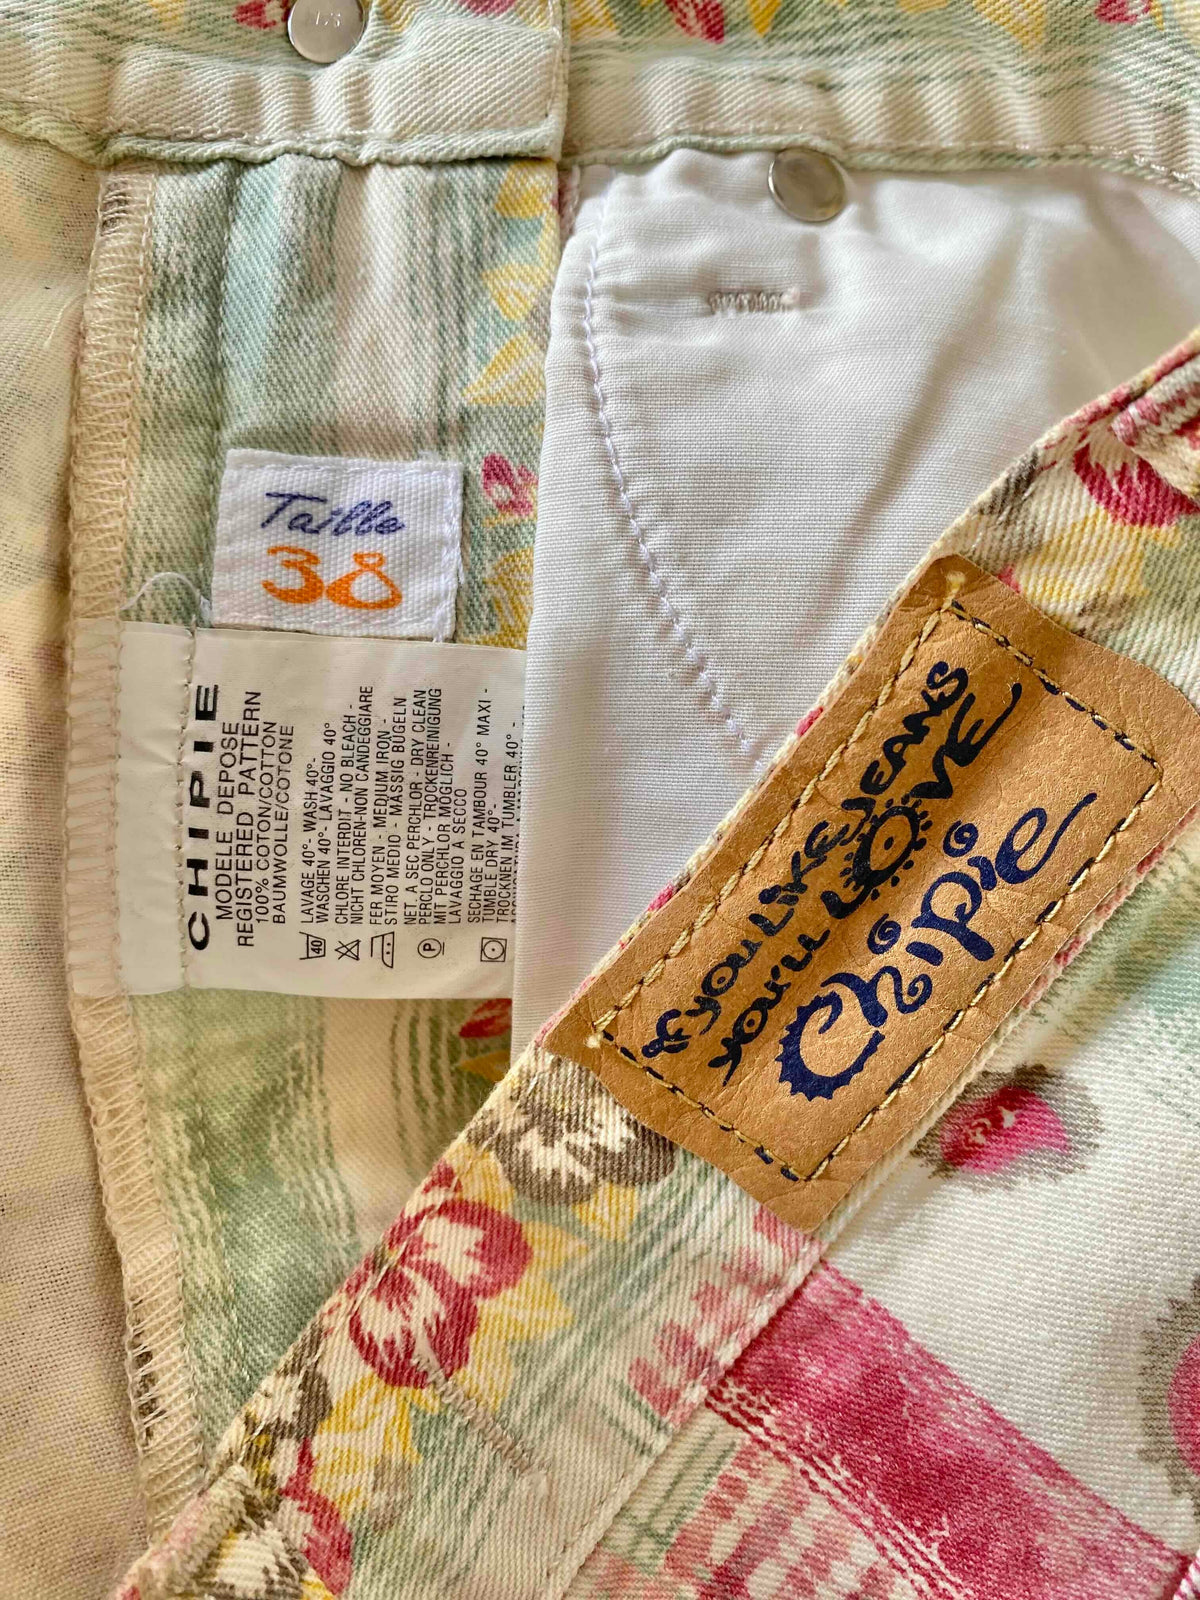 Taille
38
CHIPIE
MODELE DEPOSE
REGISTERED PATTERN
100% COTON/COTTON
BAUMWOLLE/COTONE
LAVAGE 40°- WASH 40°-
WASCHEN 40°- LAVAGGIO 40°
CHLORE INTERDIT - NO BLEACH -
NICHT CHLOREN-NON CANDEGGIARE
FER MOYEN - MEDIUM IRON -
STIRO MEDIO - MÄSSIG BÜGELN
NET. A SEC PERCHLOR - DRY CLEAN
PERCLO ONLY - TROCKENREINIGUNG
MIT PERCHLOR MOGLICH -
LAVAGGIO A SECCO
SECHAGE EN TAMBOUR 40° MAXI -
TUMBLE DRY 40°-
TROCKNEN IM TUMBLER 40° -
40
P
IF YOU LIKE JEANS
YOU'LL LOVE
Chipie